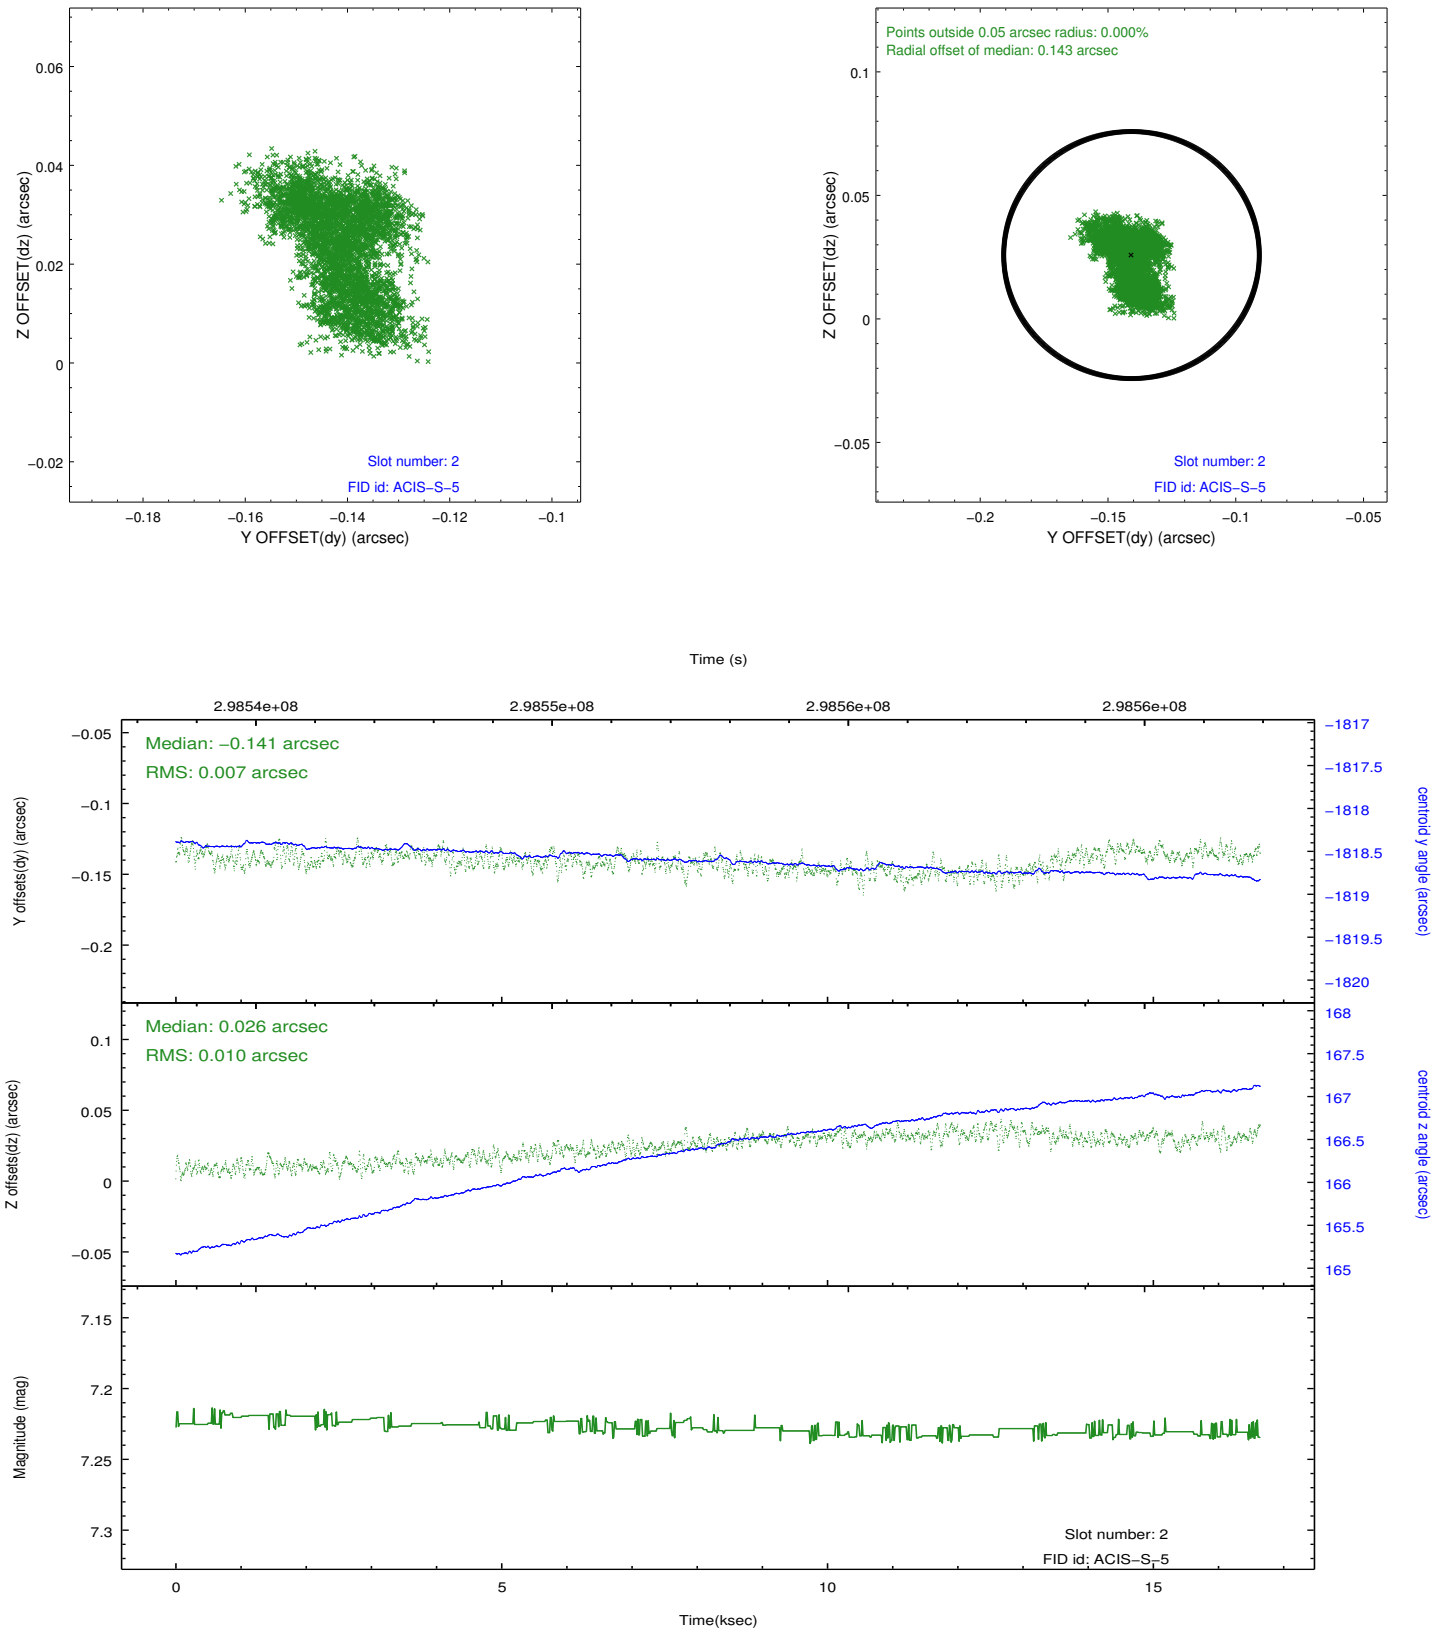 0.06
0.04
0.02
0
−0.02
Z OFFSET(dz) (arcsec)
Slot number: 2
FID id: ACIS−S−5
−0.18
−0.16
−0.14
−0.12
−0.1
Y OFFSET(dy) (arcsec)
Points outside 0.05 arcsec radius: 0.000%
Radial offset of median: 0.143 arcsec
0.1
0.05
0
−0.05
Z OFFSET(dz) (arcsec)
Slot number: 2
FID id: ACIS−S−5
−0.2
−0.15
−0.1
−0.05
Y OFFSET(dy) (arcsec)
Time (s)
2.9854e+08
2.9855e+08
2.9856e+08
2.9856e+08
−0.05
−0.1
−0.15
−0.2
Y offsets(dy) (arcsec)
Median: −0.141 arcsec
RMS: 0.007 arcsec
−1817
−1817.5
−1818
−1818.5
−1819
−1819.5
−1820
centroid y angle (arcsec)
0.1
0.05
0
−0.05
Z offsets(dz) (arcsec)
Median: 0.026 arcsec
RMS: 0.010 arcsec
168
167.5
167
166.5
166
165.5
165
centroid z angle (arcsec)
7.15
7.2
7.25
7.3
Magnitude (mag)
Slot number: 2
FID id: ACIS−S−5
0
5
10
15
Time(ksec)